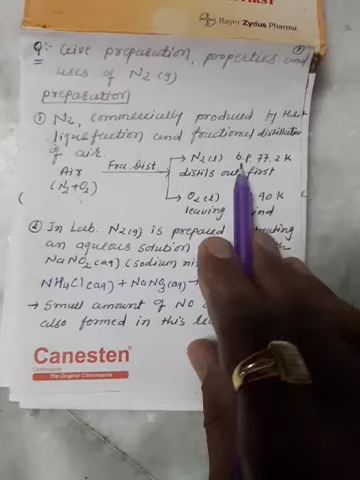 Bayer Zydus Pharma
Q:- Give preparation, properties and
uses of N2 (g)
preparation
① N2, commercially produced by the
liquefaction and fractional distillation
of air.
Air Fra. Dist → N2(l) b.p 77.2 K
(N2+O2) distils out first
→ O2(l) 90 K
leaving
② In Lab. N2(g) is prepared
an aqueous solution
NaNO2(aq) (sodium
NH4Cl(aq) + NaNO2(aq) →
→ Small amount of NO
also formed in this
Canesten
Clotrimazole
The Original Clotrimazole